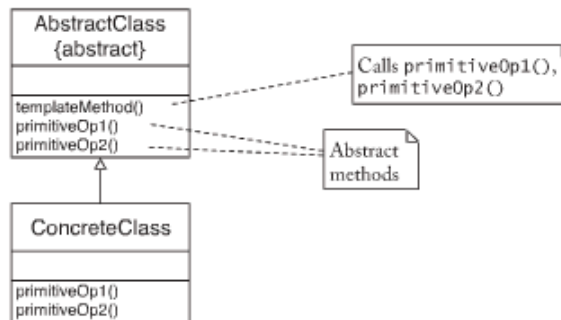 AbstractClass
{abstract}
templateMethod()
primitiveOp1()
primitiveOp2()
Calls primitiveOp1(),
primitiveOp2()
Abstract
methods
ConcreteClass
primitiveOp1()
primitiveOp2()